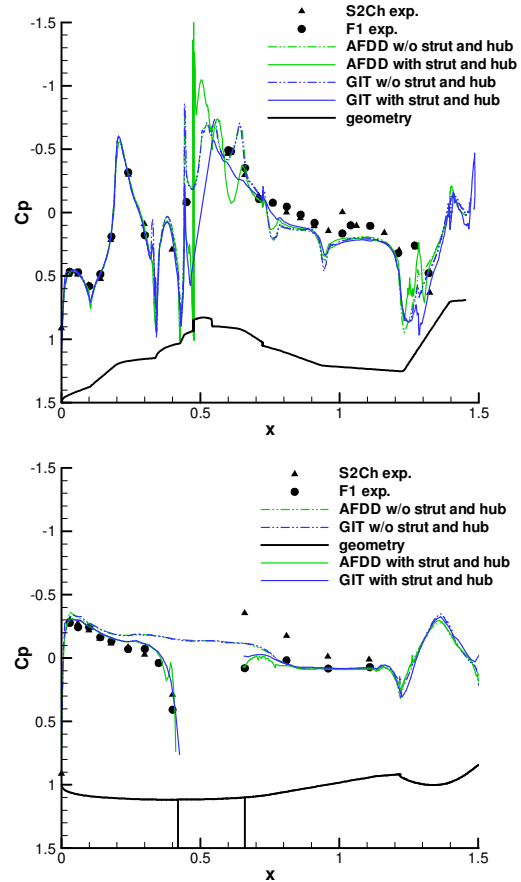 -1.5
-1
-0.5
0
0.5
1
1.5
Cp
0
0.5
1
1.5
x
S2Ch exp.
F1 exp.
AFDD w/o strut and hub
AFDD with strut and hub
GIT w/o strut and hub
GIT with strut and hub
geometry
-1.5
-1
-0.5
0
0.5
1
1.5
Cp
0
0.5
1
1.5
x
S2Ch exp.
F1 exp.
AFDD w/o strut and hub
GIT w/o strut and hub
geometry
AFDD with strut and hub
GIT with strut and hub